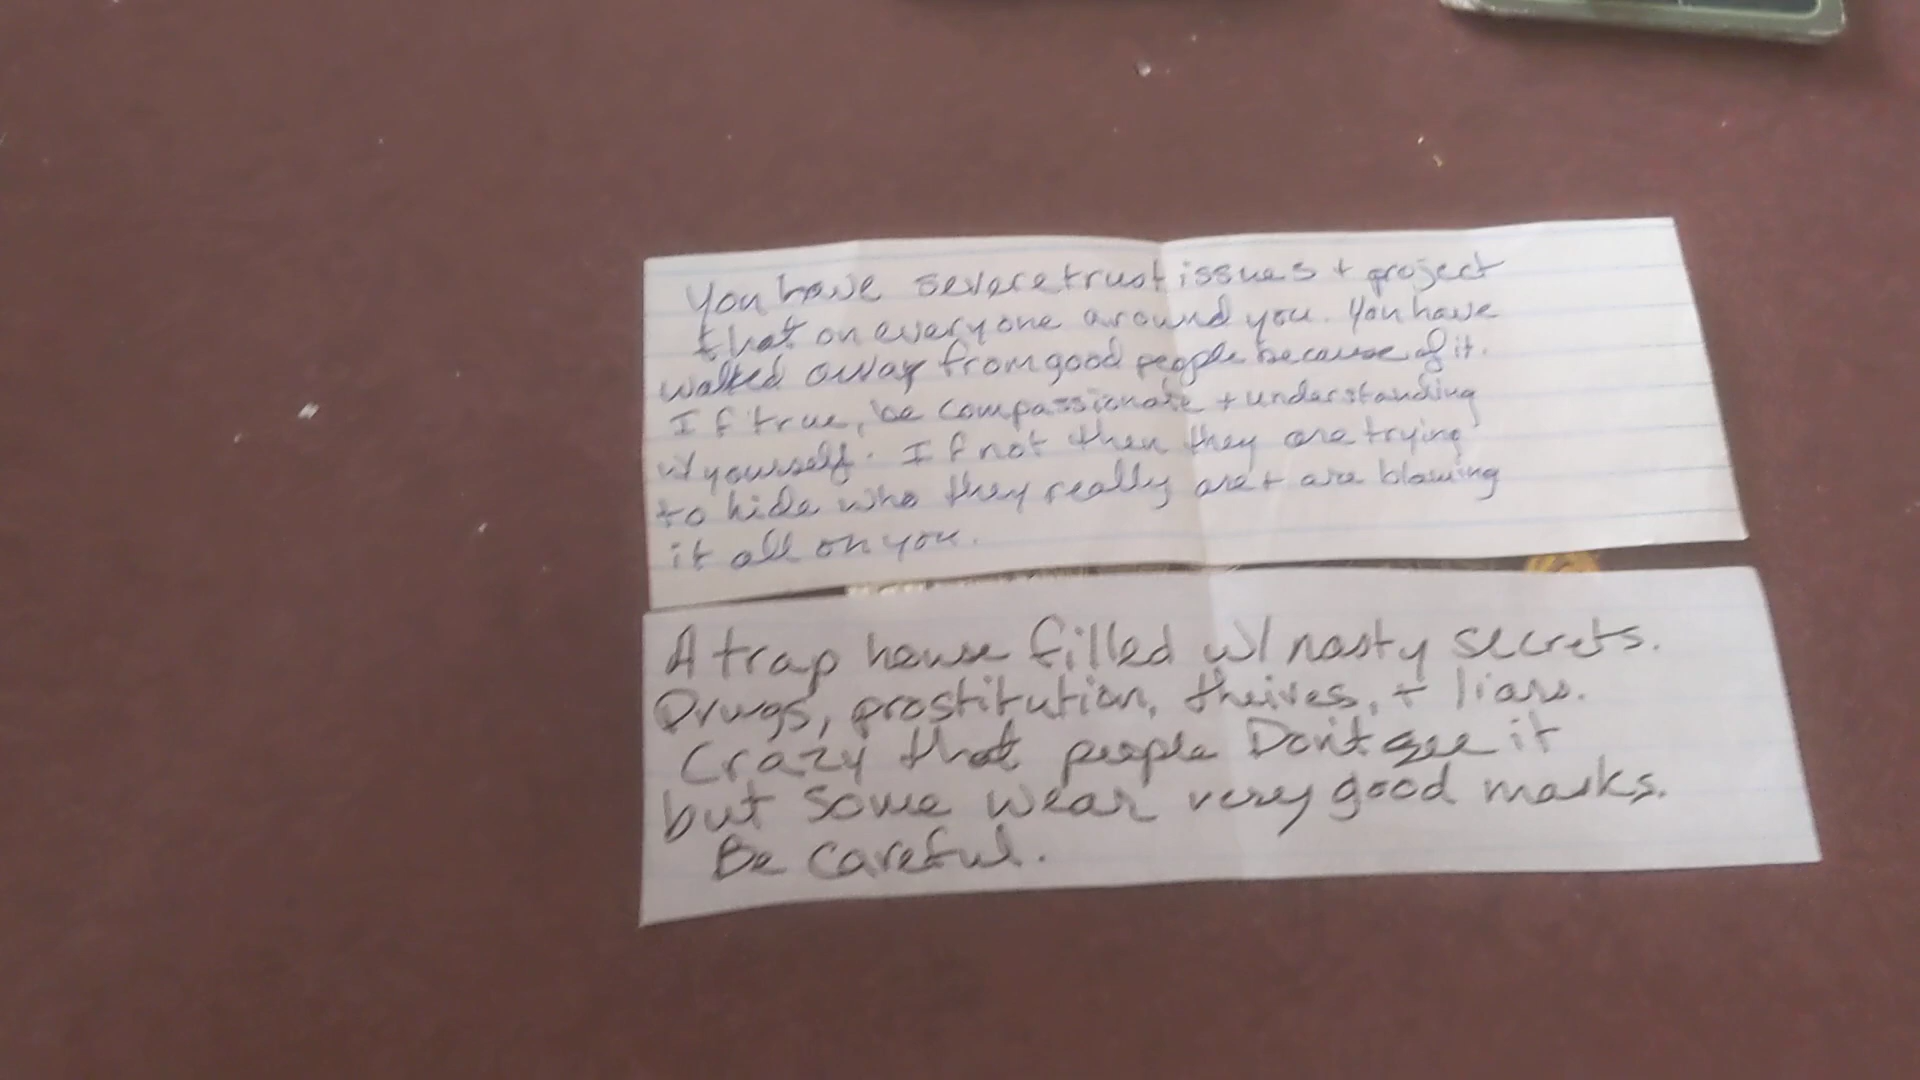 You have severe trust issues + project
that on everyone around you. You have
walked away from good people because of it.
If true, be compassionate + understanding
w/ yourself. If not then they are trying
to hide who they really are + are blaming
it all on you.
A trap house filled w/ nasty secrets.
Drugs, prostitution, theives, + liars.
Crazy that people Don't see it
but some wear very good masks.
Be careful.